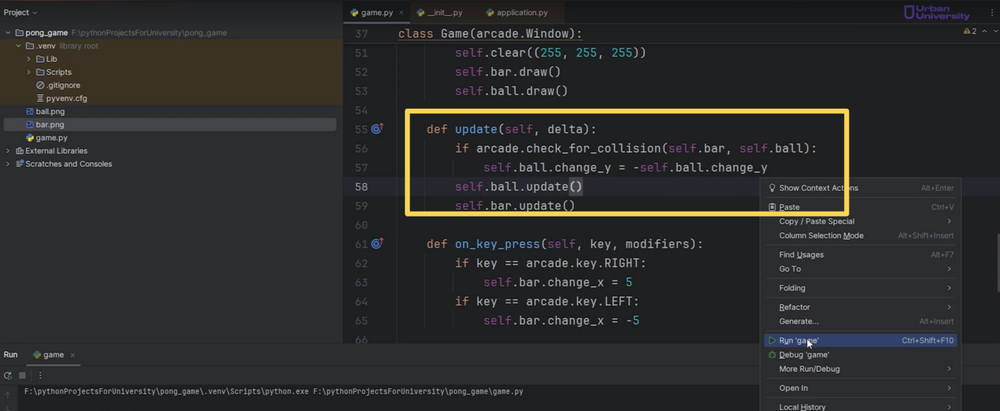 Project
game.py
__init__.py
application.py
Urban
University
pong_game F:\pythonProjectsForUniversity\pong_game
.venv library root
Lib
Scripts
.gitignore
pyvenv.cfg
ball.png
bar.png
game.py
External Libraries
Scratches and Consoles
2
37 class Game(arcade.Window):
51 self.clear((255, 255, 255))
52 self.bar.draw()
53 self.ball.draw()
54
55 def update(self, delta):
56 if arcade.check_for_collision(self.bar, self.ball):
57 self.ball.change_y = -self.ball.change_y
58 self.ball.update()
59 self.bar.update()
60
61 def on_key_press(self, key, modifiers):
62 if key == arcade.key.RIGHT:
63 self.bar.change_x = 5
64 if key == arcade.key.LEFT:
65 self.bar.change_x = -5
66
Show Context Actions Alt+Enter
Paste Ctrl+V
Copy / Paste Special
Column Selection Mode Alt+Shift+Insert
Find Usages Alt+F7
Go To
Folding
Refactor
Generate... Alt+Insert
Run 'game' Ctrl+Shift+F10
Debug 'game'
More Run/Debug
Open In
Local History
Run game
F:\pythonProjectsForUniversity\pong_game\.venv\Scripts\python.exe F:\pythonProjectsForUniversity\pong_game\game.py